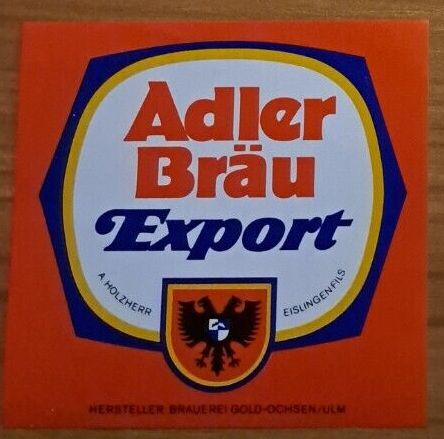 Adler
Bräu
Export
A. HOLZHERR
EISLINGEN/FILS
HERSTELLER BRAUEREI GOLD-OCHSEN/ULM